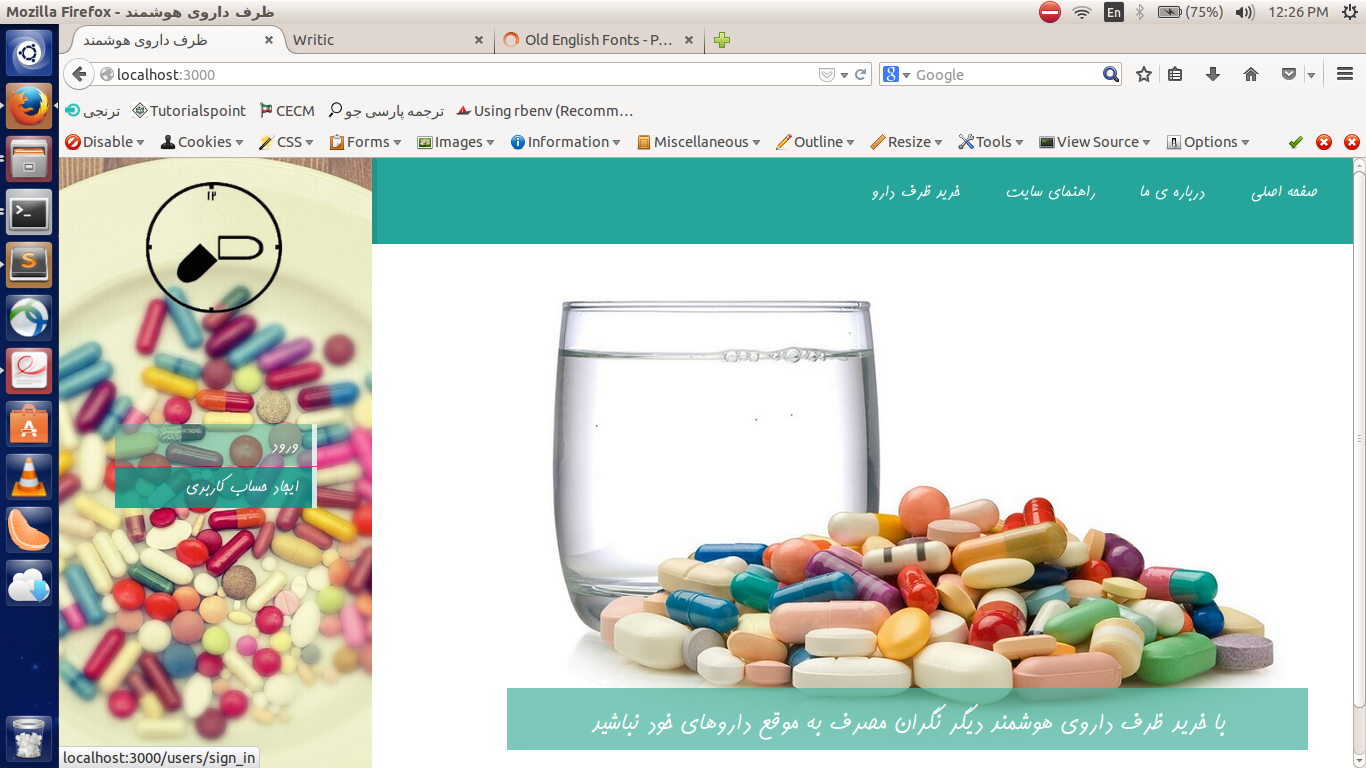 Mozilla Firefox - ظرف داروی هوشمند
En
(75%)
12:26 PM
ظرف داروی هوشمند
Writic
Old English Fonts - P...
localhost:3000
Google
ترنجی
Tutorialspoint
CECM
ترجمه پارسی جو
Using rbenv (Recomm...
Disable
Cookies
CSS
Forms
Images
Information
Miscellaneous
Outline
Resize
Tools
View Source
Options
صفحه اصلی
درباره ی ما
راهنمای سایت
خرید ظرف دارو
۱۲
ورود
ایجاد حساب کاربری
با خرید ظرف داروی هوشمند دیگر نگران مصرف به موقع داروهای خود نباشید
localhost:3000/users/sign_in